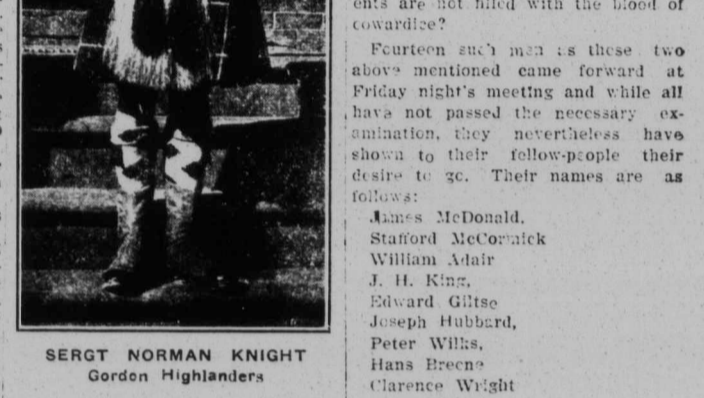 SERGT NORMAN KNIGHT
Gordon Highlanders
ents are not filled with the blood of
cowardize?
Fourteen such men as these two
above mentioned came forward at
Friday night's meeting and while all
have not passed the necessary ex-
amination, they nevertheless have
shown to their fellow-people their
desire to go. Their names are as
follows:
James McDonald,
Stafford McCormick
William Adair
J. H. King,
Edward Giltse
Joseph Hubbard,
Peter Wilks,
Hans
Clarence Wright